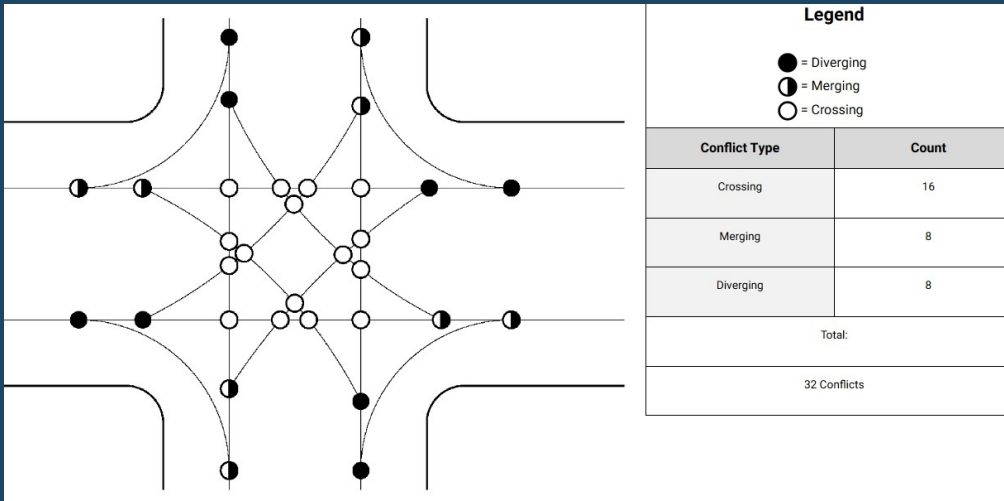 Legend
= Diverging
= Merging
= Crossing
Conflict Type Count
Crossing 16
Merging 8
Diverging 8
Total:
32 Conflicts